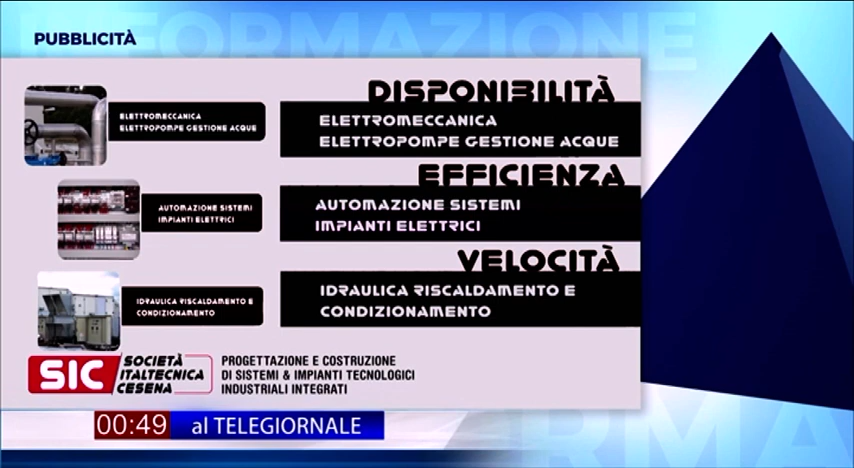 INFORMAZIONE
PUBBLICITÀ
ELETTROMECCANICA
ELETTROPOMPE GESTIONE ACQUE
DISPONIBILITÀ
ELETTROMECCANICA
ELETTROPOMPE GESTIONE ACQUE
AUTOMAZIONE SISTEMI
IMPIANTI ELETTRICI
EFFICIENZA
AUTOMAZIONE SISTEMI
IMPIANTI ELETTRICI
IDRAULICA RISCALDAMENTO E
CONDIZIONAMENTO
VELOCITÀ
IDRAULICA RISCALDAMENTO E
CONDIZIONAMENTO
SIC
SOCIETÀ
ITALTECNICA
CESENA
PROGETTAZIONE E COSTRUZIONE
DI SISTEMI & IMPIANTI TECNOLOGICI
INDUSTRIALI INTEGRATI
00:49 al TELEGIORNALE